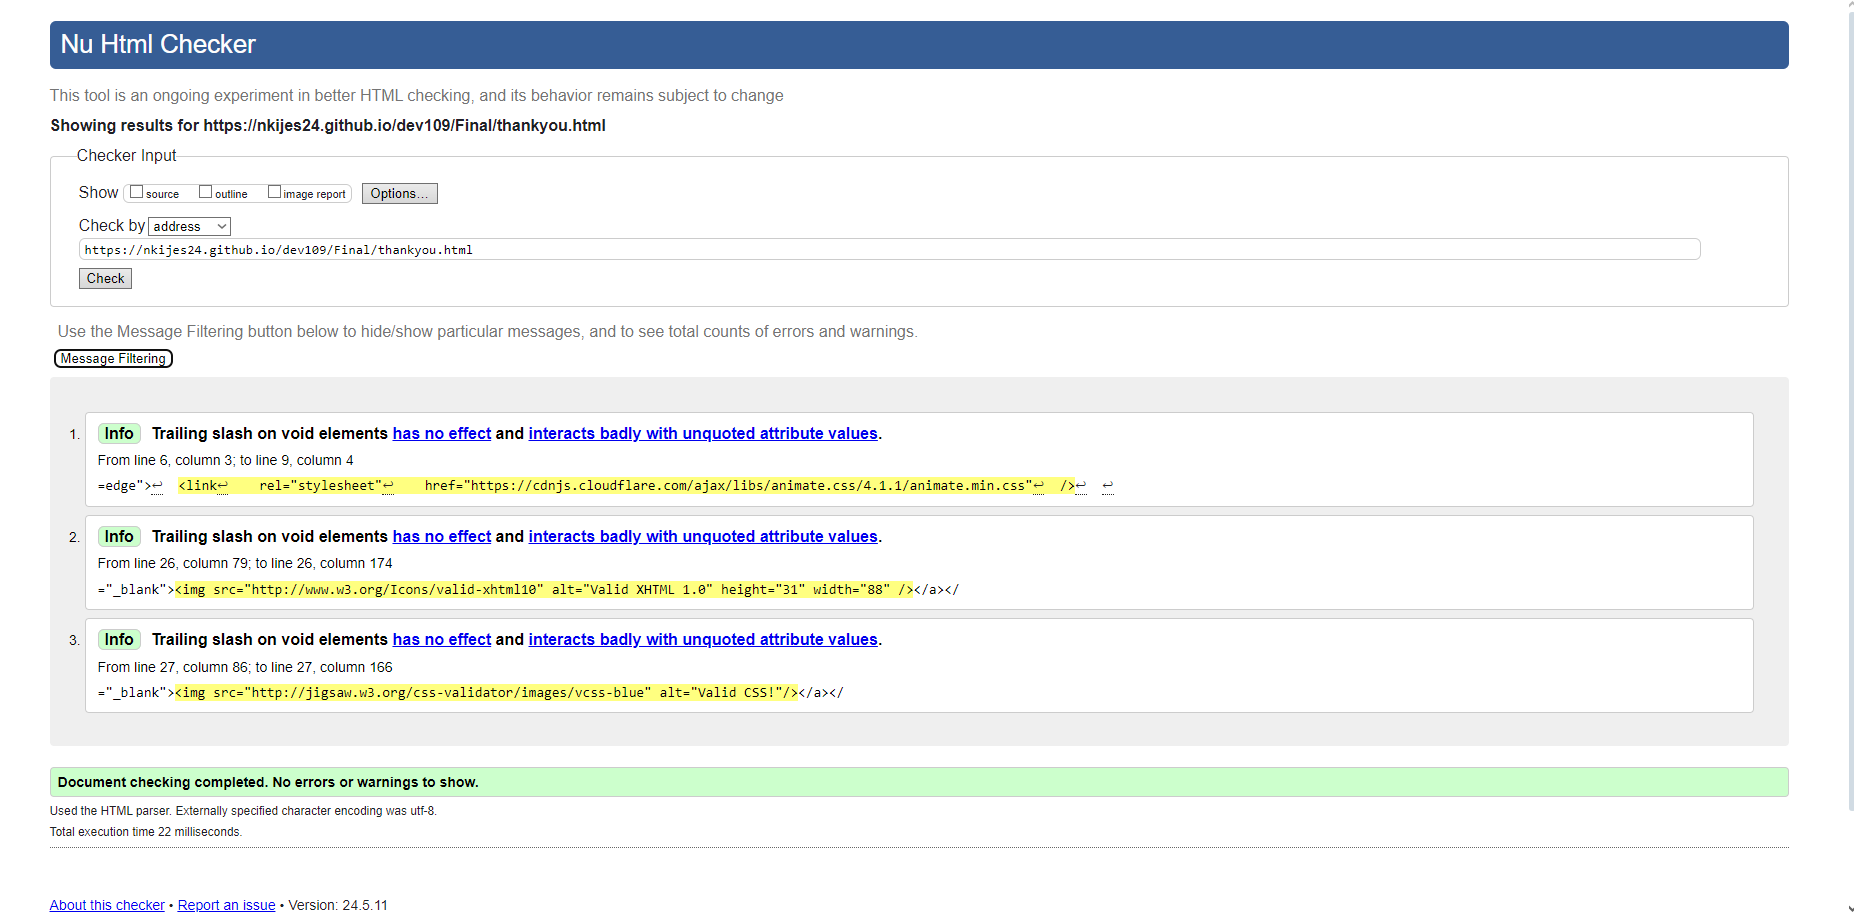 Nu Html Checker
This tool is an ongoing experiment in better HTML checking, and its behavior remains subject to change
Showing results for https://nkijes24.github.io/dev109/Final/thankyou.html
Checker Input
Show source outline image report Options...
Check by address
https://nkijes24.github.io/dev109/Final/thankyou.html
Check
Use the Message Filtering button below to hide/show particular messages, and to see total counts of errors and warnings.
Message Filtering
1. Info Trailing slash on void elements has no effect and interacts badly with unquoted attribute values.
From line 6, column 3; to line 9, column 4
=edge">↩ <link↩ rel="stylesheet"↩ href="https://cdnjs.cloudflare.com/ajax/libs/animate.css/4.1.1/animate.min.css"↩ />↩ ↩
2. Info Trailing slash on void elements has no effect and interacts badly with unquoted attribute values.
From line 26, column 79; to line 26, column 174
="_blank"><img src="http://www.w3.org/Icons/valid-xhtml10" alt="Valid XHTML 1.0" height="31" width="88" /></a></
3. Info Trailing slash on void elements has no effect and interacts badly with unquoted attribute values.
From line 27, column 86; to line 27, column 166
="_blank"><img src="http://jigsaw.w3.org/css-validator/images/vcss-blue" alt="Valid CSS!"/></a></
Document checking completed. No errors or warnings to show.
Used the HTML parser. Externally specified character encoding was utf-8.
Total execution time 22 milliseconds.
About this checker • Report an issue • Version: 24.5.11